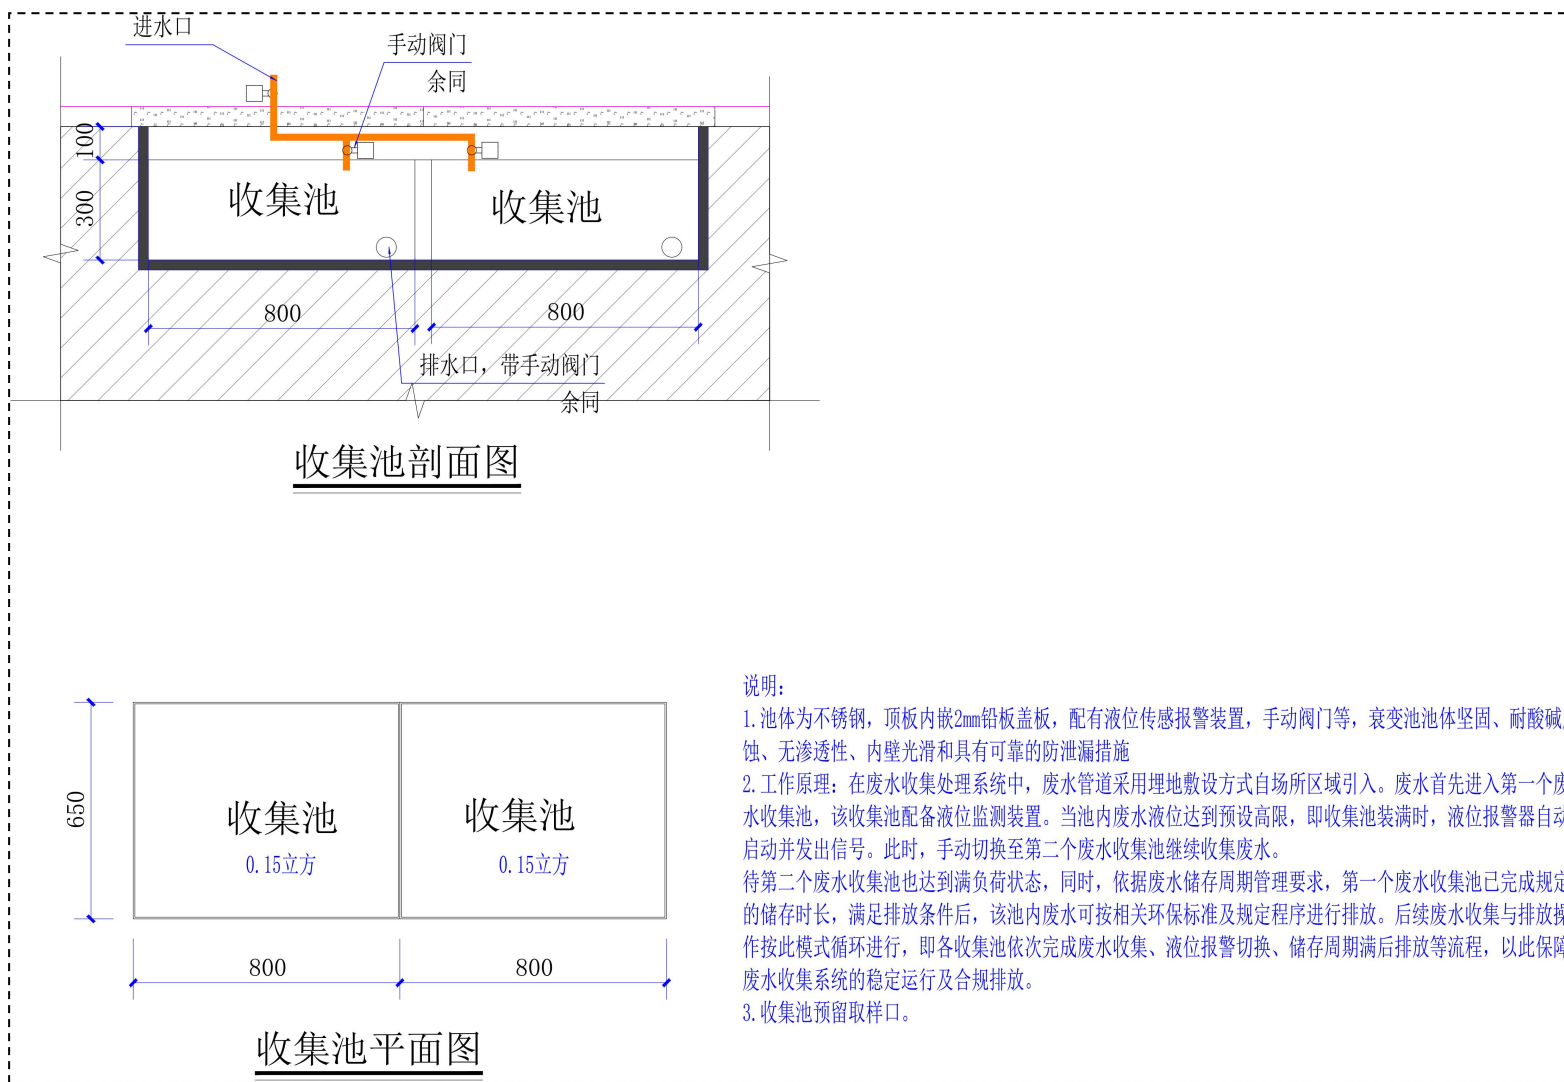 进水口
手动阀门
余同
100
300
收集池
收集池
800
800
排水口，带手动阀门
余同
收集池剖面图
650
收集池
0.15立方
收集池
0.15立方
800
800
收集池平面图
说明：
1.池体为不锈钢，顶板内嵌2mm铅板盖板，配有液位传感报警装置，手动阀门等，衰变池池体坚固、耐酸碱
蚀、无渗透性、内壁光滑和具有可靠的防泄漏措施
2.工作原理：在废水收集处理系统中，废水管道采用埋地敷设方式自场所区域引入。废水首先进入第一个废
水收集池，该收集池配备液位监测装置。当池内废水液位达到预设高限，即收集池装满时，液位报警器自动
启动并发出信号。此时，手动切换至第二个废水收集池继续收集废水。
待第二个废水收集池也达到满负荷状态，同时，依据废水储存周期管理要求，第一个废水收集池已完成规定
的储存时长，满足排放条件后，该池内废水可按相关环保标准及规定程序进行排放。后续废水收集与排放操
作按此模式循环进行，即各收集池依次完成废水收集、液位报警切换、储存周期满后排放等流程，以此保障
废水收集系统的稳定运行及合规排放。
3.收集池预留取样口。